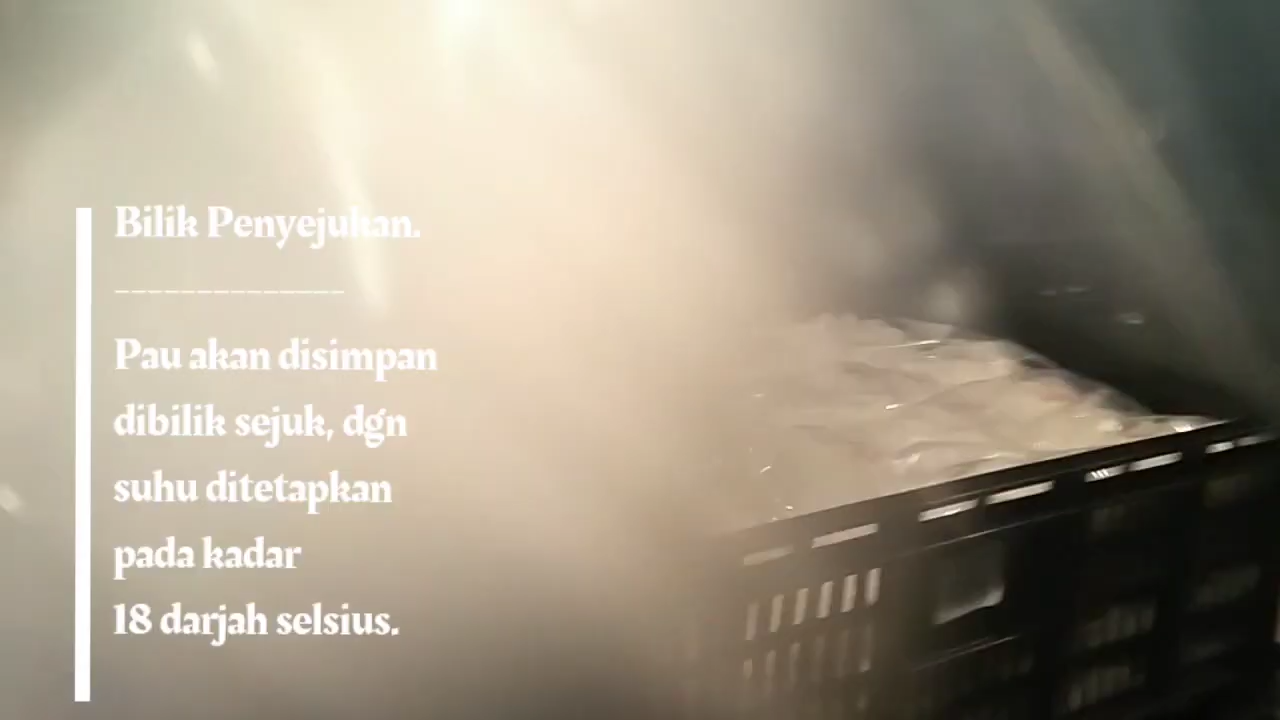 Bilik Penyejukan.
--------------
Pau akan disimpan
dibilik sejuk, dgn
suhu ditetapkan
pada kadar
18 darjah selsius.